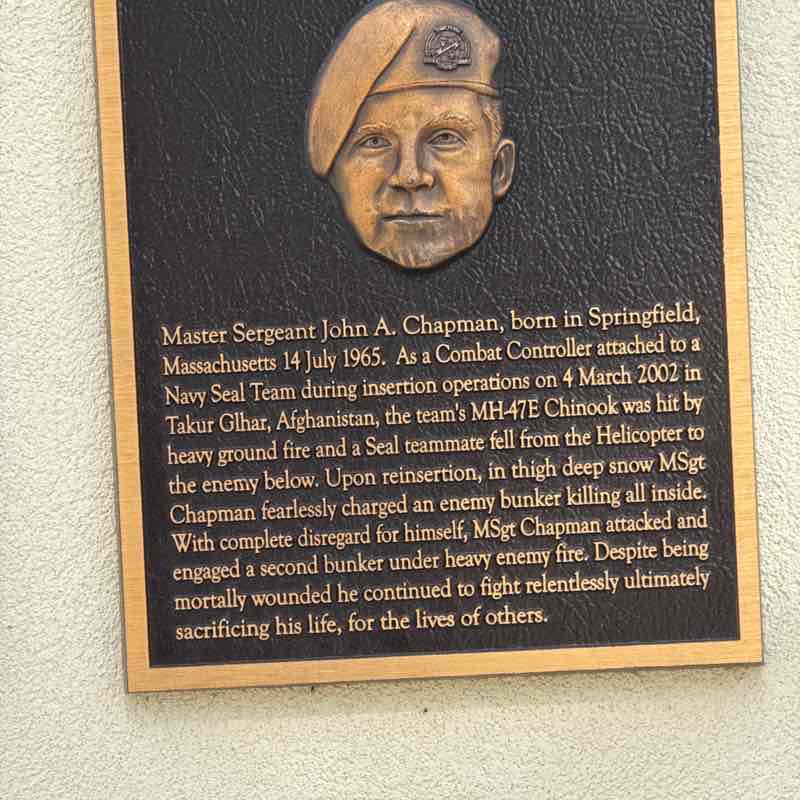 Master Sergeant John A. Chapman, born in Springfield,
Massachusetts 14 July 1965. As a Combat Controller attached to a
Navy Seal Team during insertion operations on 4 March 2002 in
Takur Glhar, Afghanistan, the team's MH-47E Chinook was hit by
heavy ground fire and a Seal teammate fell from the Helicopter to
the enemy below. Upon reinsertion, in thigh deep snow MSgt
Chapman fearlessly charged an enemy bunker killing all inside.
With complete disregard for himself, MSgt Chapman attacked and
engaged a second bunker under heavy enemy fire. Despite being
mortally wounded he continued to fight relentlessly ultimately
sacrificing his life, for the lives of others.